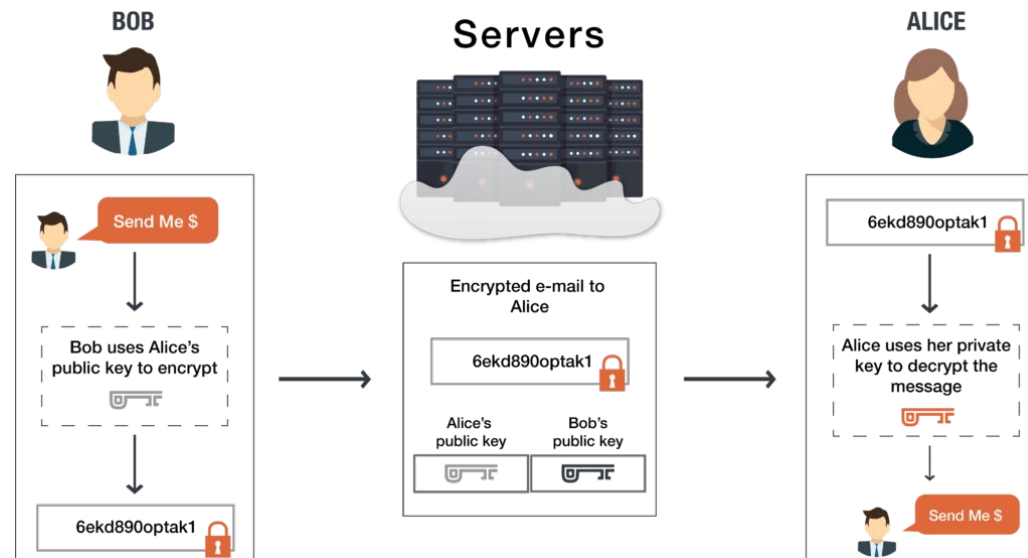 BOB
Send Me $
Bob uses Alice's
public key to encrypt
6ekd890optak1
Servers
Encrypted e-mail to
Alice
6ekd890optak1
Alice's
public key
Bob's
public key
ALICE
6ekd890optak1
Alice uses her private
key to decrypt the
message
Send Me $